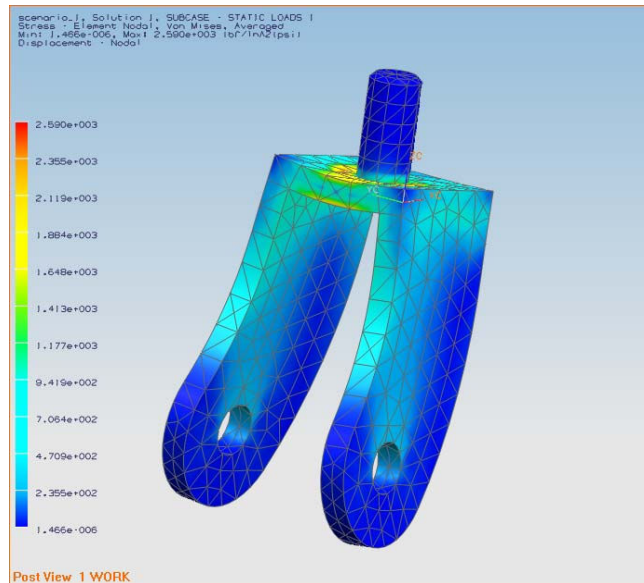 scenario_1, Solution 1, SUBCASE - STATIC LOADS 1
Stress - Element Nodal, Von Mises, Averaged
Min: 1.466e-006, Max: 2.590e+003 lbf/in^2(psi)
Displacement - Nodal
2.590e+003
2.355e+003
2.119e+003
1.884e+003
1.648e+003
1.413e+003
1.177e+003
9.419e+002
7.064e+002
4.709e+002
2.355e+002
1.466e-006
ZC
Post View 1 WORK